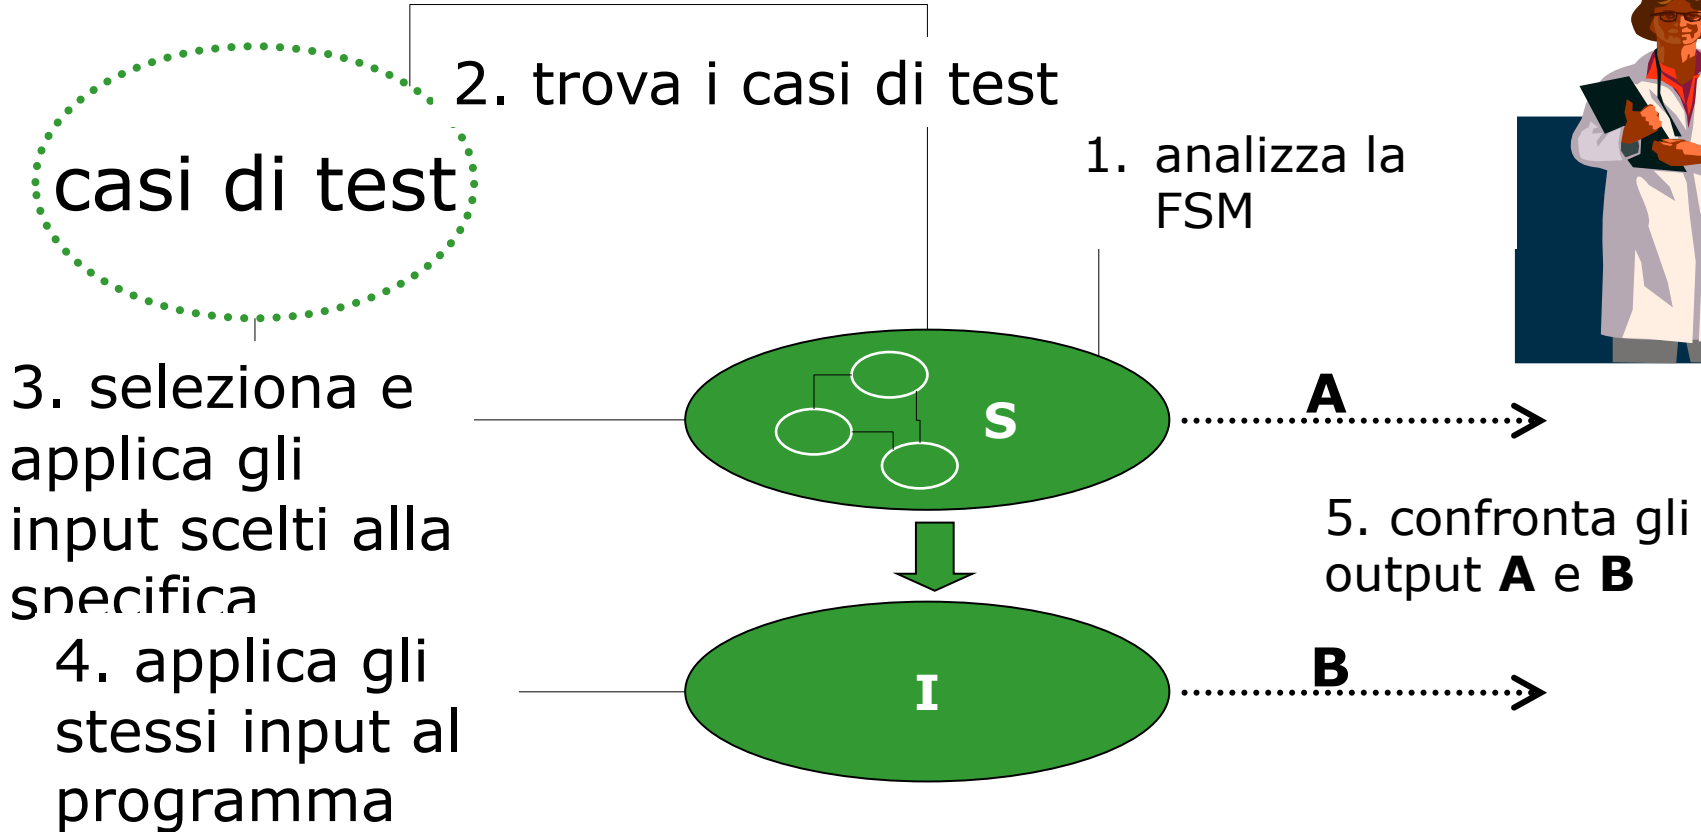 2. trova i casi di test
casi di test
1. analizza la
FSM
3. seleziona e
applica gli
input scelti alla
specifica
S
A
5. confronta gli
output A e B
4. applica gli
stessi input al
programma
I
B